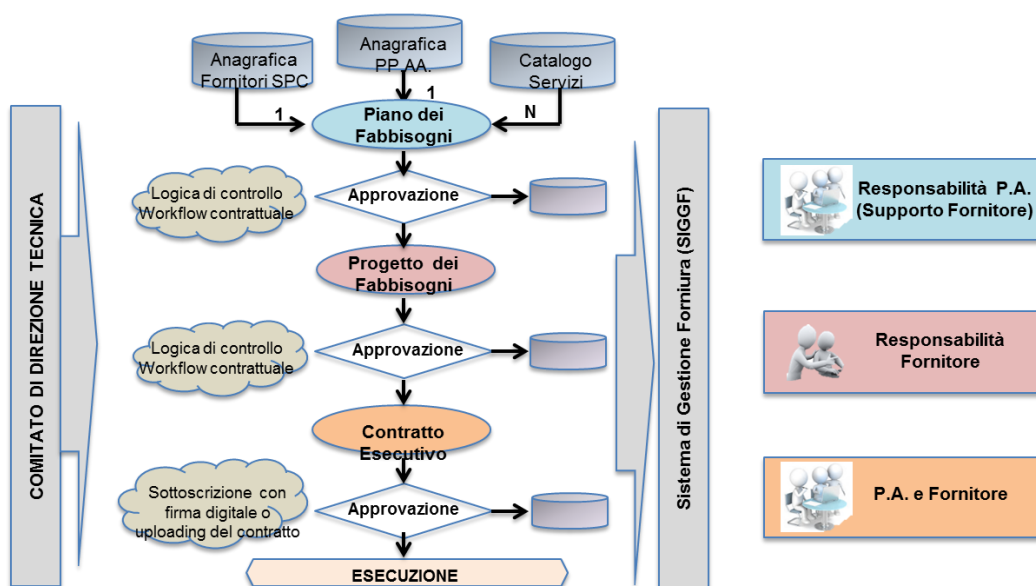 Anagrafica
Fornitori SPC
Anagrafica
PP.AA.
Catalogo
Servizi
1
1
N
Piano dei
Fabbisogni
Logica di controllo
Workflow contrattuale
Approvazione
Progetto dei
Fabbisogni
Logica di controllo
Workflow contrattuale
Approvazione
Contratto
Esecutivo
Sottoscrizione con
firma digitale o
uploading del contratto
Approvazione
ESECUZIONE
COMITATO DI DIREZIONE TECNICA
Sistema di Gestione Forniura (SIGGF)
Responsabilità P.A.
(Supporto Fornitore)
Responsabilità
Fornitore
P.A. e Fornitore